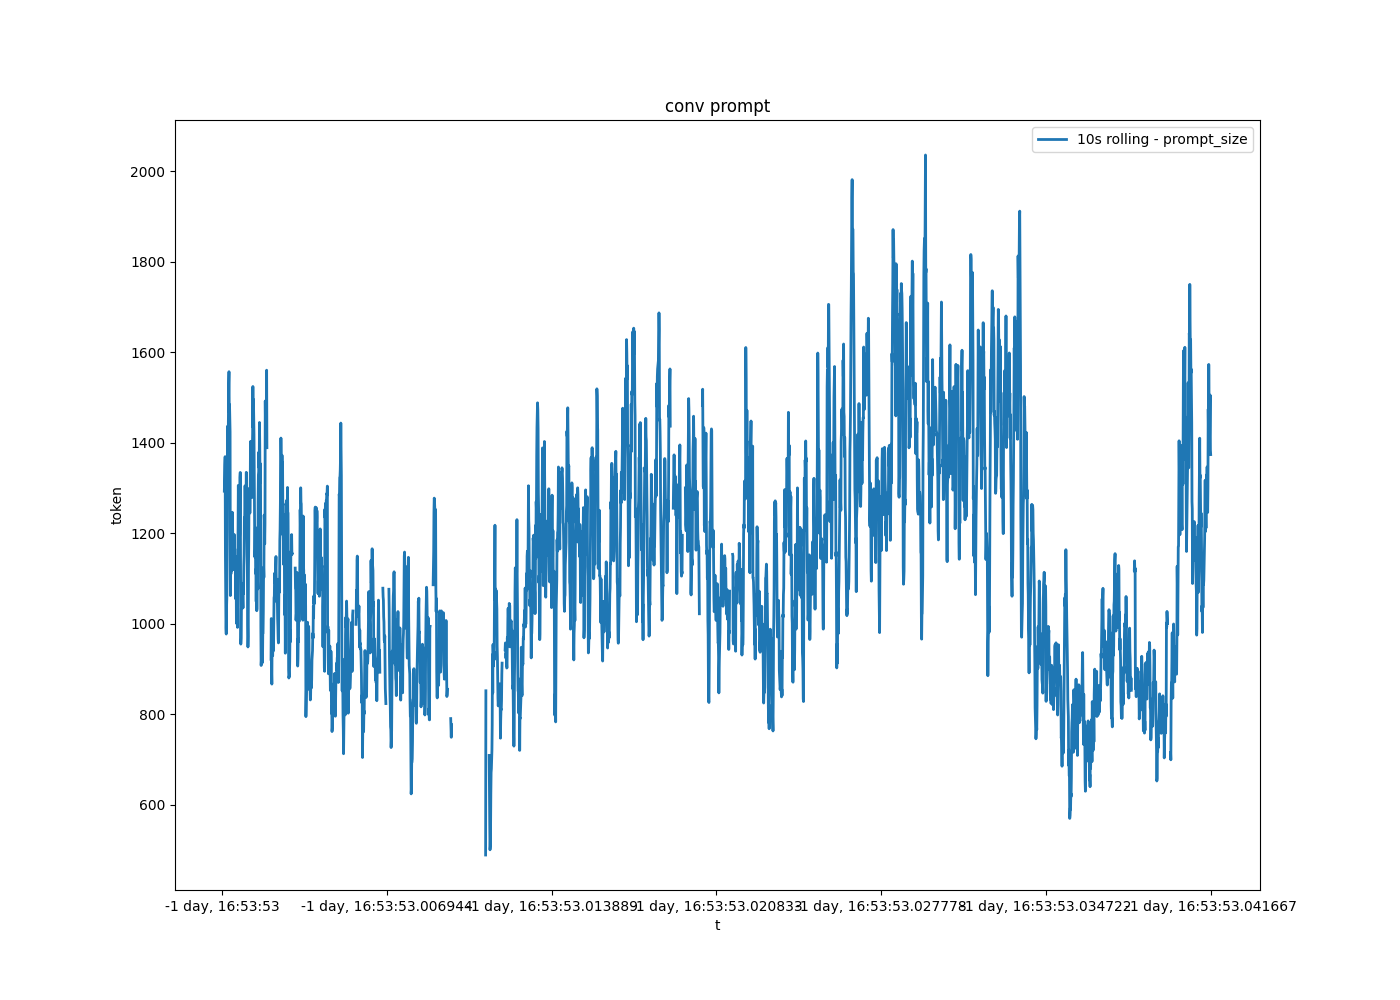 conv prompt
10s rolling - prompt_size
2000
1800
1600
1400
1200
1000
800
600
token
-1 day, 16:53:53
-1 day, 16:53:53.006944
-1 day, 16:53:53.013889
-1 day, 16:53:53.020833
-1 day, 16:53:53.027778
-1 day, 16:53:53.034722
-1 day, 16:53:53.041667
t